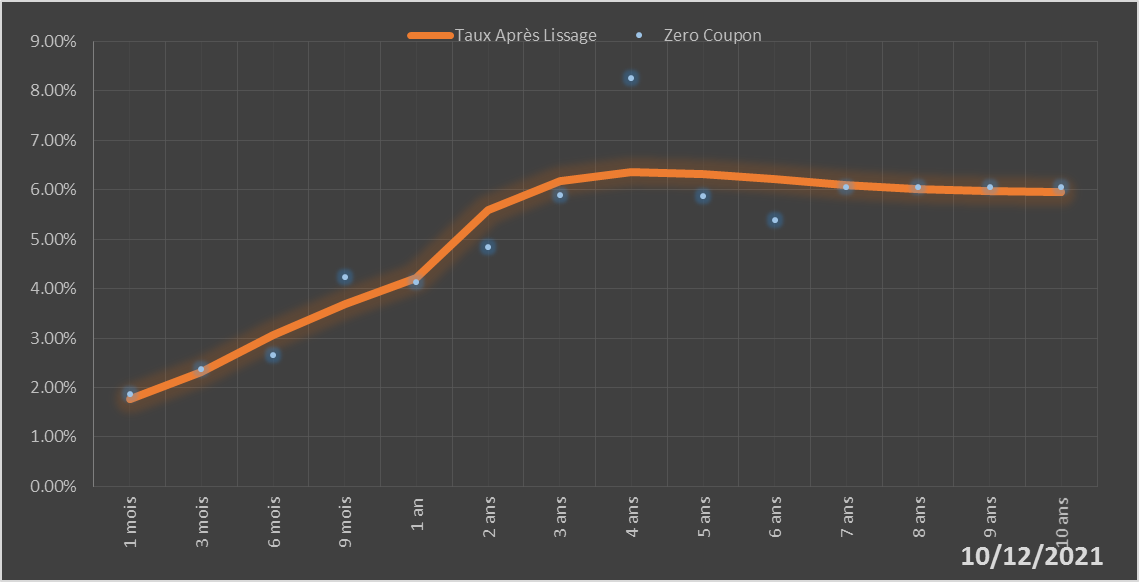 Taux Après Lissage
Zero Coupon
9.00%
8.00%
7.00%
6.00%
5.00%
4.00%
3.00%
2.00%
1.00%
0.00%
1 mois
3 mois
6 mois
9 mois
1 an
2 ans
3 ans
4 ans
5 ans
6 ans
7 ans
8 ans
9 ans
10 ans
10/12/2021